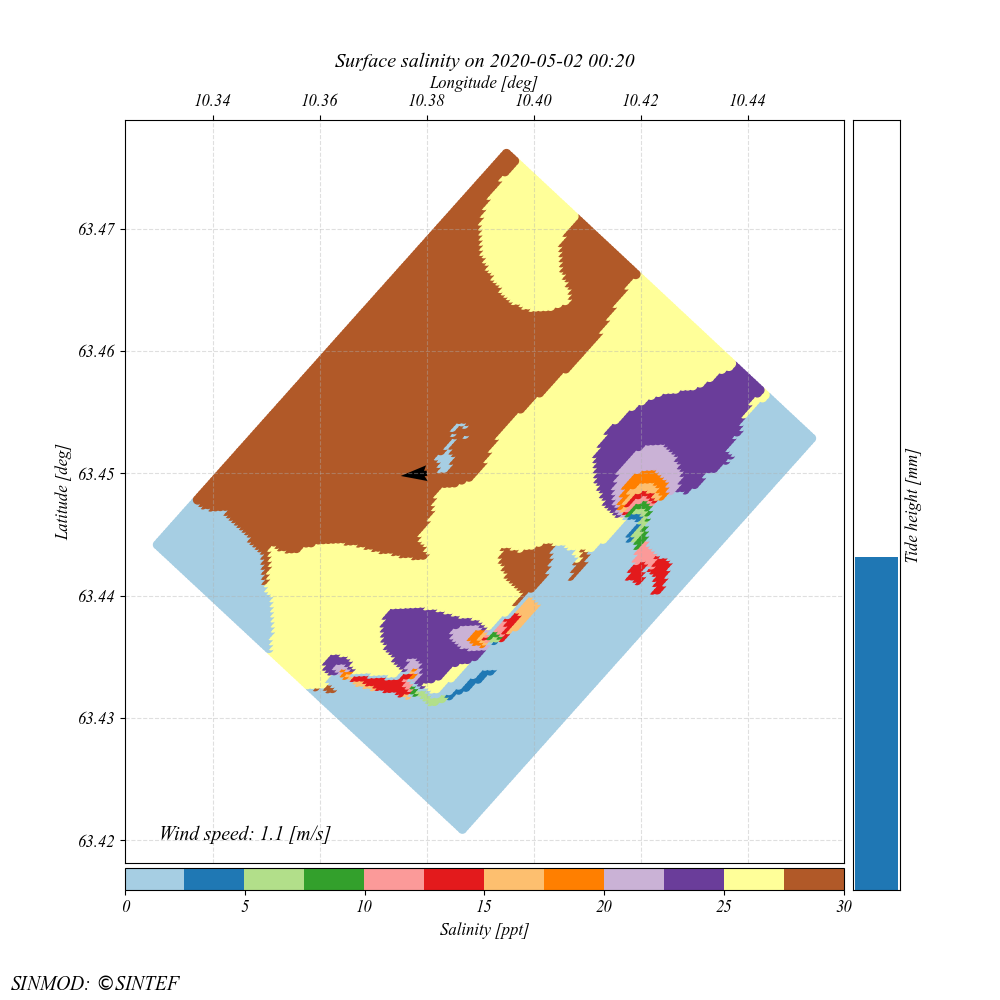 Surface salinity on 2020-05-02 00:20
Longitude [deg]
10.34 10.36 10.38 10.40 10.42 10.44
63.47
63.46
63.45
63.44
63.43
63.42
Latitude [deg]
Tide height [mm]
Wind speed: 1.1 [m/s]
0 5 10 15 20 25 30
Salinity [ppt]
SINMOD: ©SINTEF